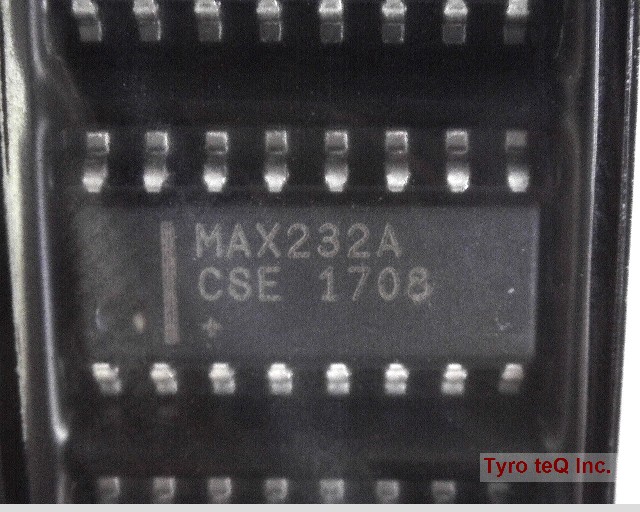 MAX232A
CSE 1708
+
Tyro teQ Inc.